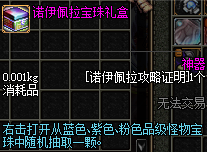 诺伊佩拉宝珠礼盒
神器
0.001kg [诺伊佩拉攻略证明]1个
消耗品
无法交易
右击打开从蓝色、紫色、粉色品级怪物宝
珠中随机抽取一颗。